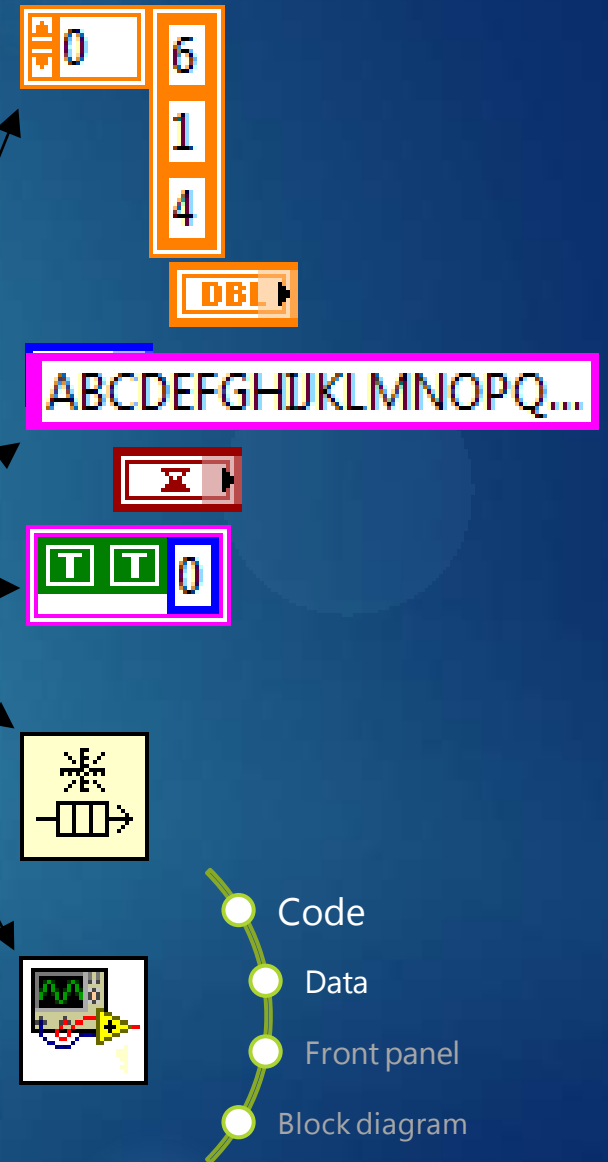 0
6
1
4
DBL
ABCDEFGHIJKLMNOPQ...
T T 0
Code
Data
Front panel
Block diagram